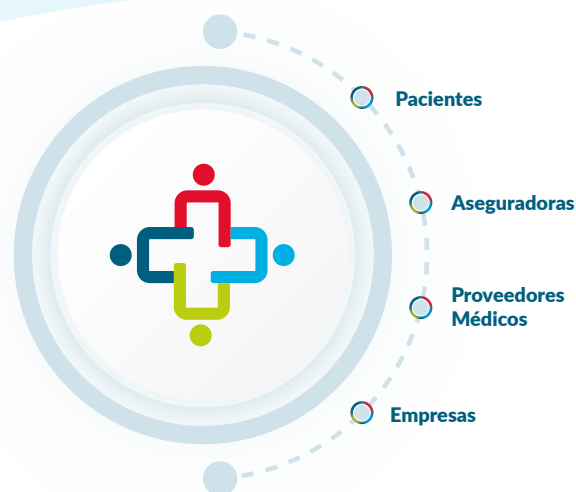 Pacientes
Aseguradoras
Proveedores
Médicos
Empresas